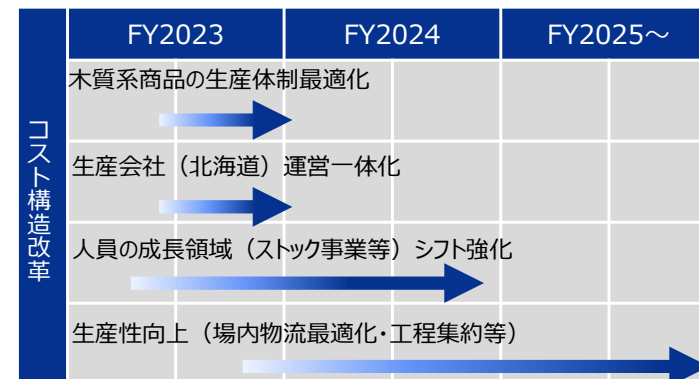 FY2023
FY2024
FY2025～
コスト構造改革
木質系商品の生産体制最適化
生産会社（北海道）運営一体化
人員の成長領域（ストック事業等）シフト強化
生産性向上（場内物流最適化・工程集約等）